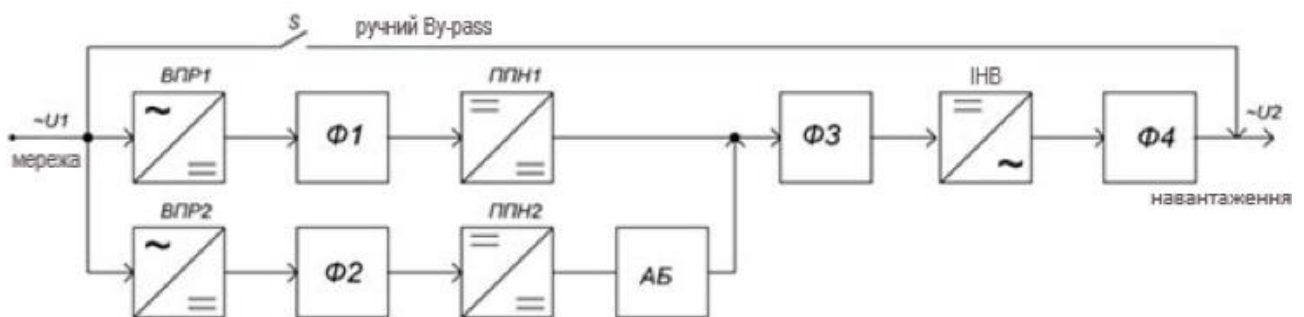 S
ручний By-pass
ВПР1
ППН1
ІНВ
~U1
~
Ф1
Ф3
~
Ф4
~U2
мережа
навантаження
ВПР2
ППН2
~
Ф2
АБ